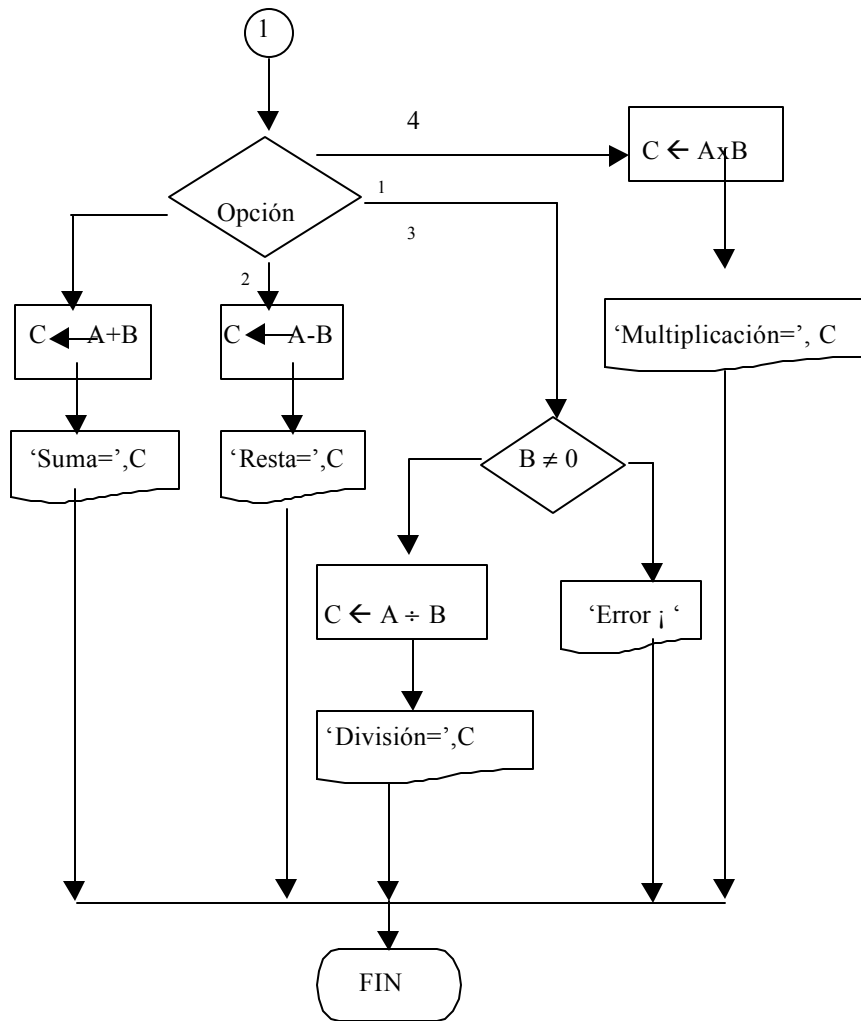 1
4
C ← AxB
1
Opción
3
2
C ← A+B
C ← A-B
‘Multiplicación=’, C
‘Suma=’,C
‘Resta=’,C
B ≠ 0
C ← A ÷ B
‘Error ¡ ‘
‘División=’,C
FIN